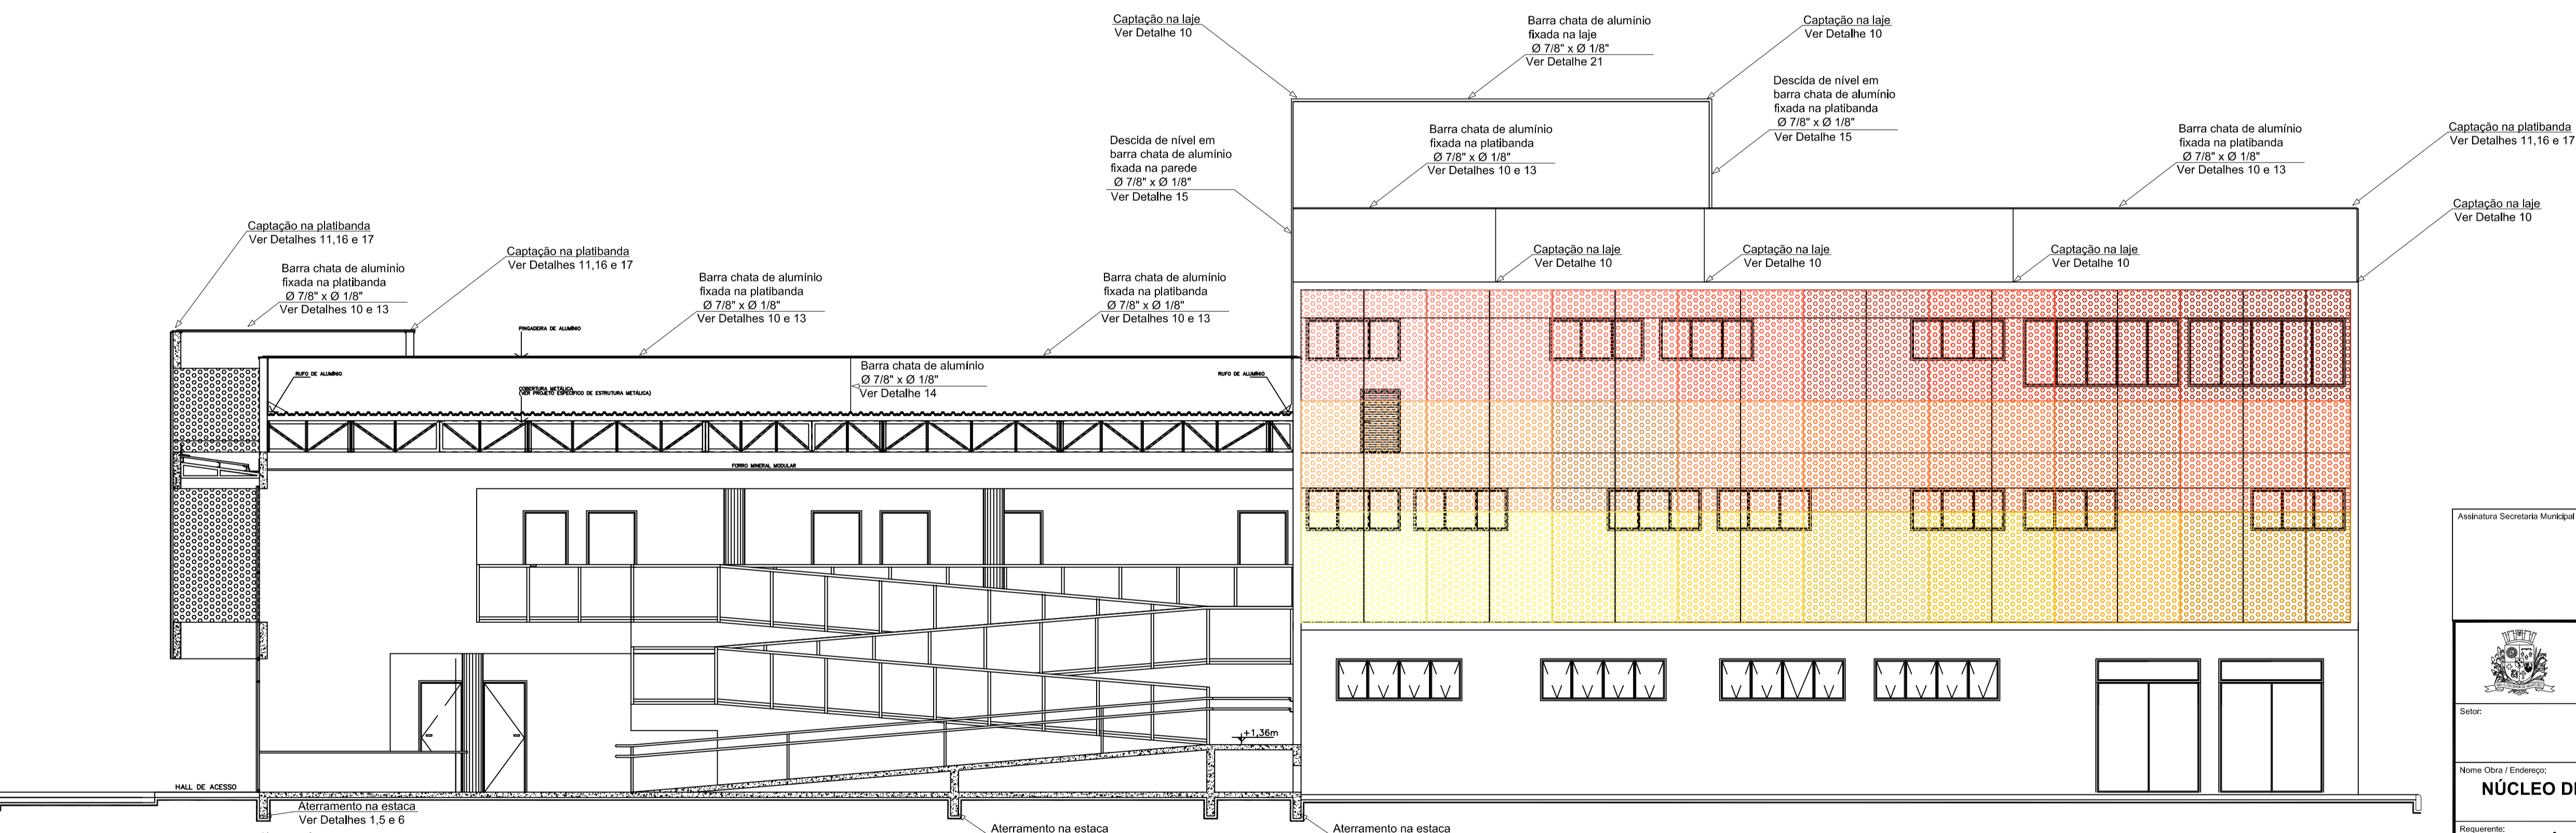 Captação na laje
Ver Detalhe 10
Barra chata de alumínio
fixada na laje
Ø 7/8" x Ø 1/8"
Ver Detalhe 21
Captação na laje
Ver Detalhe 10
Descida de nível em
barra chata de alumínio
fixada na platibanda
Ø 7/8" x Ø 1/8"
Ver Detalhe 15
Descida de nível em
barra chata de alumínio
fixada na parede
Ø 7/8" x Ø 1/8"
Ver Detalhe 15
Barra chata de alumínio
fixada na platibanda
Ø 7/8" x Ø 1/8"
Ver Detalhes 10 e 13
Barra chata de alumínio
fixada na platibanda
Ø 7/8" x Ø 1/8"
Ver Detalhes 10 e 13
Captação na platibanda
Ver Detalhes 11,16 e 17
Captação na laje
Ver Detalhe 10
Captação na platibanda
Ver Detalhes 11,16 e 17
Captação na platibanda
Ver Detalhes 11,16 e 17
Barra chata de alumínio
fixada na platibanda
Ø 7/8" x Ø 1/8"
Ver Detalhes 10 e 13
Barra chata de alumínio
fixada na platibanda
Ø 7/8" x Ø 1/8"
Ver Detalhes 10 e 13
Barra chata de alumínio
fixada na platibanda
Ø 7/8" x Ø 1/8"
Ver Detalhes 10 e 13
Captação na laje
Ver Detalhe 10
Captação na laje
Ver Detalhe 10
Captação na laje
Ver Detalhe 10
PINGADEIRA DE ALUMÍNIO
RUFO DE ALUMÍNIO
COBERTURA METÁLICA
(VER PROJETO ESPECÍFICO DE ESTRUTURA METÁLICA)
Barra chata de alumínio
Ø 7/8" x Ø 1/8"
Ver Detalhe 14
RUFO DE ALUMÍNIO
FORRO MINERAL MODULAR
+1,36m
HALL DE ACESSO
Aterramento na estaca
Ver Detalhes 1,5 e 6
Aterramento na estaca
Aterramento na estaca
Assinatura Secretaria Municipal
Setor:
Nome Obra / Endereço:
NÚCLEO DE
Requerente: